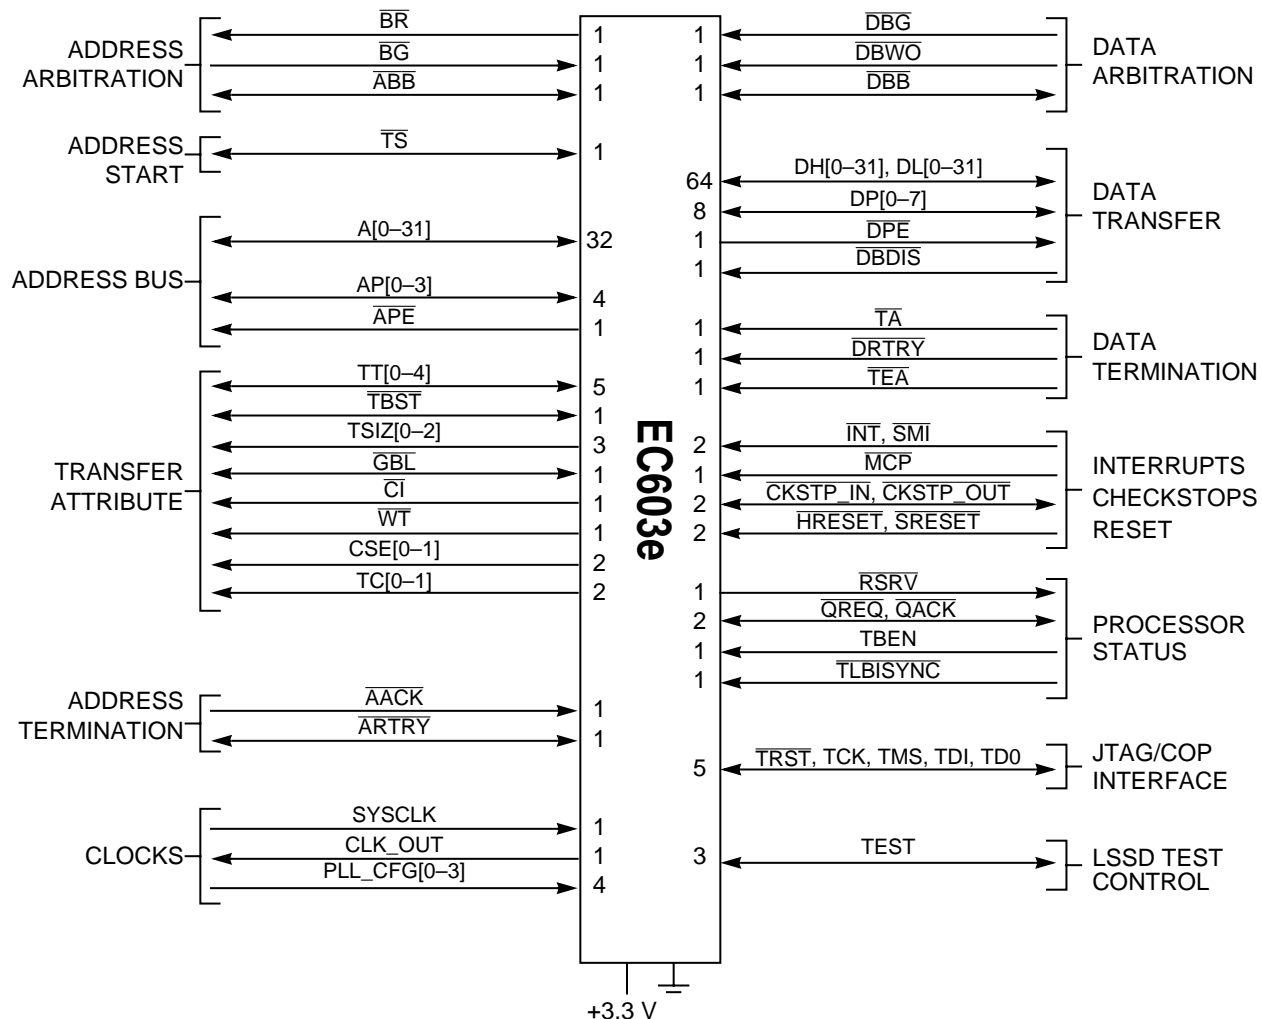 ADDRESS
ARBITRATION
BR
1
BG
1
ABB
1
ADDRESS
START
TS
1
ADDRESS BUS
A[0–31]
32
AP[0–3]
4
APE
1
TRANSFER
ATTRIBUTE
TT[0–4]
5
TBST
1
TSIZ[0–2]
3
GBL
1
CI
1
WT
1
CSE[0–1]
2
TC[0–1]
2
ADDRESS
TERMINATION
AACK
1
ARTRY
1
CLOCKS
SYSCLK
1
CLK_OUT
1
PLL_CFG[0–3]
4
EC603e
+3.3 V
1
DBG
1
DBWO
1
DBB
DATA
ARBITRATION
64
DH[0–31], DL[0–31]
8
DP[0–7]
1
DPE
1
DBDIS
DATA
TRANSFER
1
TA
1
DRTRY
1
TEA
DATA
TERMINATION
2
INT, SMI
1
MCP
2
CKSTP_IN, CKSTP_OUT
2
HRESET, SRESET
INTERRUPTS
CHECKSTOPS
RESET
1
RSRV
2
QREQ, QACK
1
TBEN
1
TLBISYNC
PROCESSOR
STATUS
5
TRST, TCK, TMS, TDI, TD0
JTAG/COP
INTERFACE
3
TEST
LSSD TEST
CONTROL